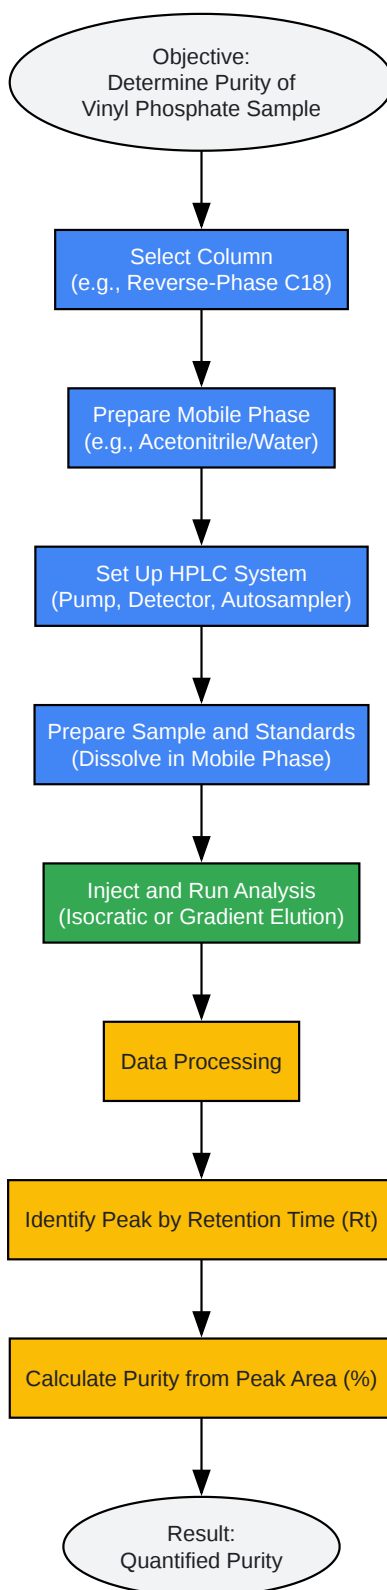 Objective:
Determine Purity of
Vinyl Phosphate Sample
Select Column
(e.g., Reverse-Phase C18)
Prepare Mobile Phase
(e.g., Acetonitrile/Water)
Set Up HPLC System
(Pump, Detector, Autosampler)
Prepare Sample and Standards
(Dissolve in Mobile Phase)
Inject and Run Analysis
(Isocratic or Gradient Elution)
Data Processing
Identify Peak by Retention Time (Rt)
Calculate Purity from Peak Area (%)
Result:
Quantified Purity